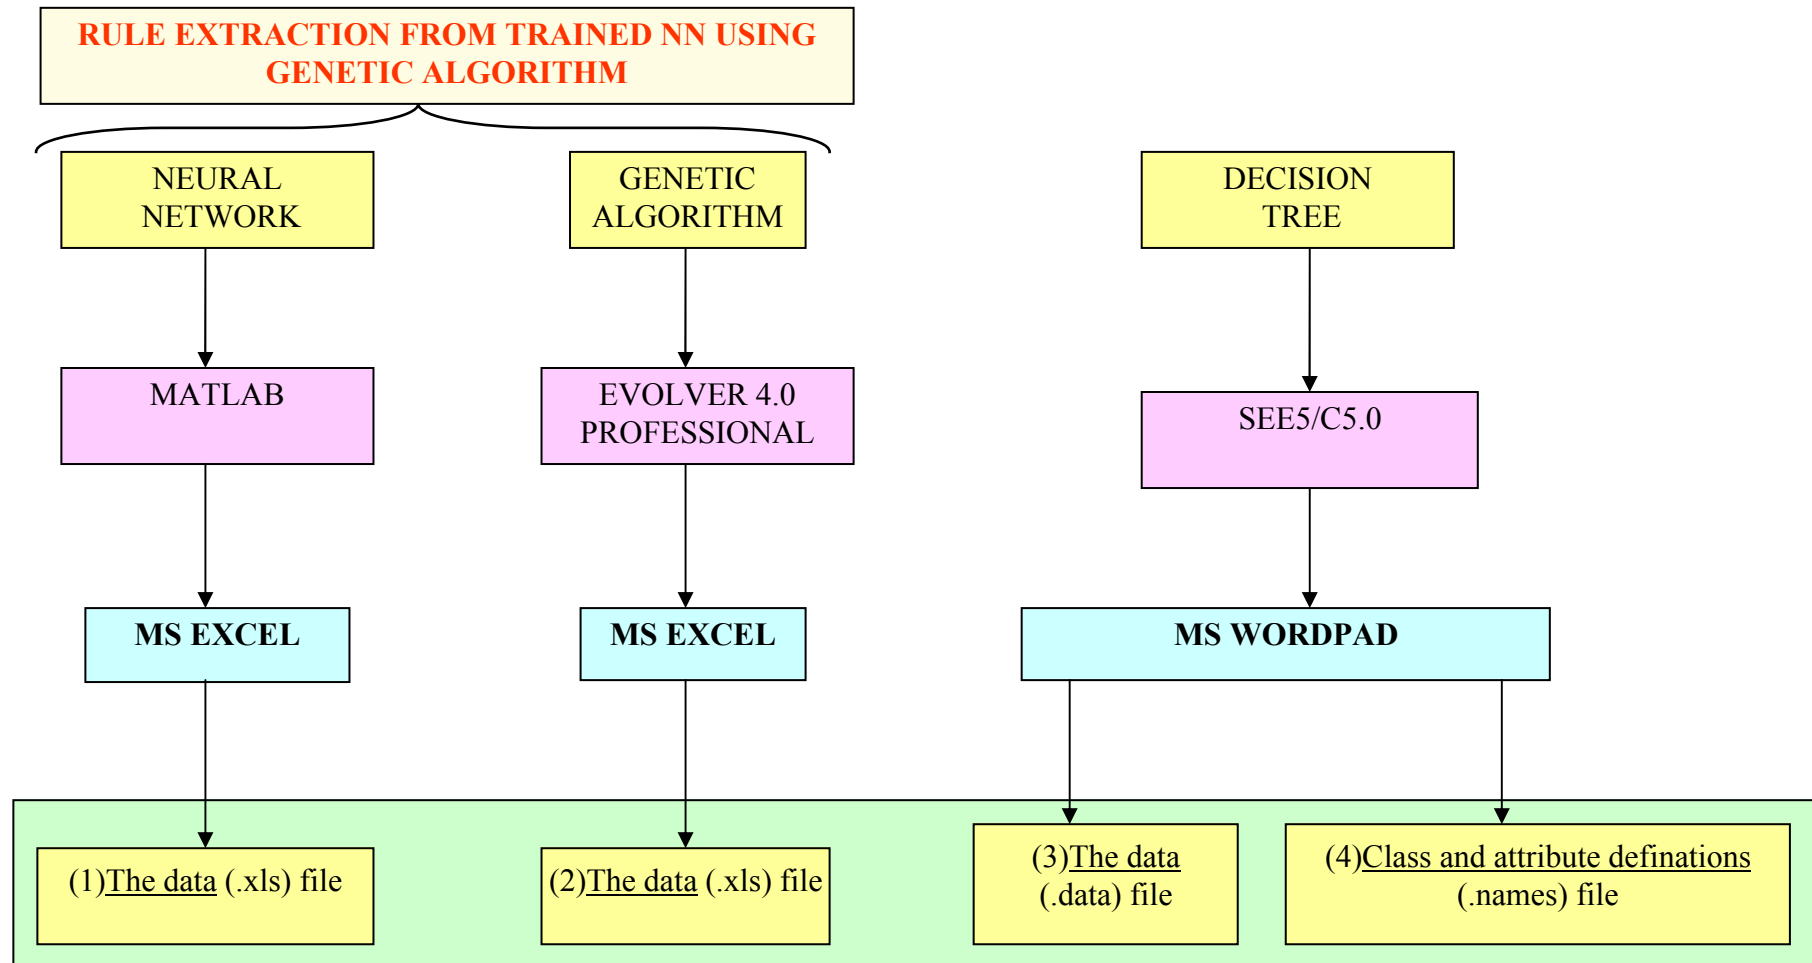 RULE EXTRACTION FROM TRAINED NN USING
GENETIC ALGORITHM
NEURAL
NETWORK
GENETIC
ALGORITHM
DECISION
TREE
MATLAB
EVOLVER 4.0
PROFESSIONAL
SEE5/C5.0
MS EXCEL
MS EXCEL
MS WORDPAD
(1)The data (.xls) file
(2)The data (.xls) file
(3)The data
(.data) file
(4)Class and attribute definations
(.names) file